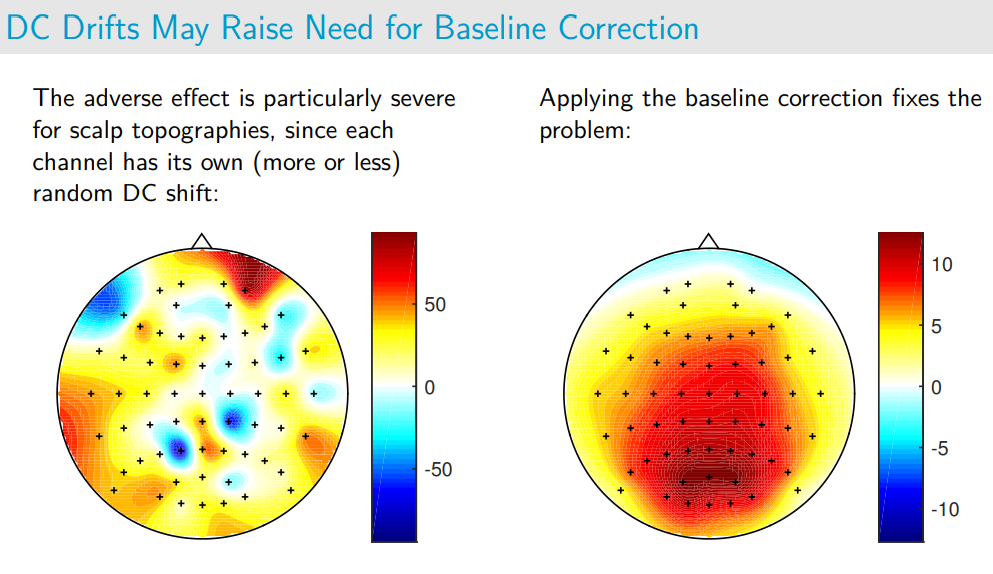 DC Drifts May Raise Need for Baseline Correction
The adverse effect is particularly severe
for scalp topographies, since each
channel has its own (more or less)
random DC shift:
50
0
-50
Applying the baseline correction fixes the
problem:
10
5
0
-5
-10